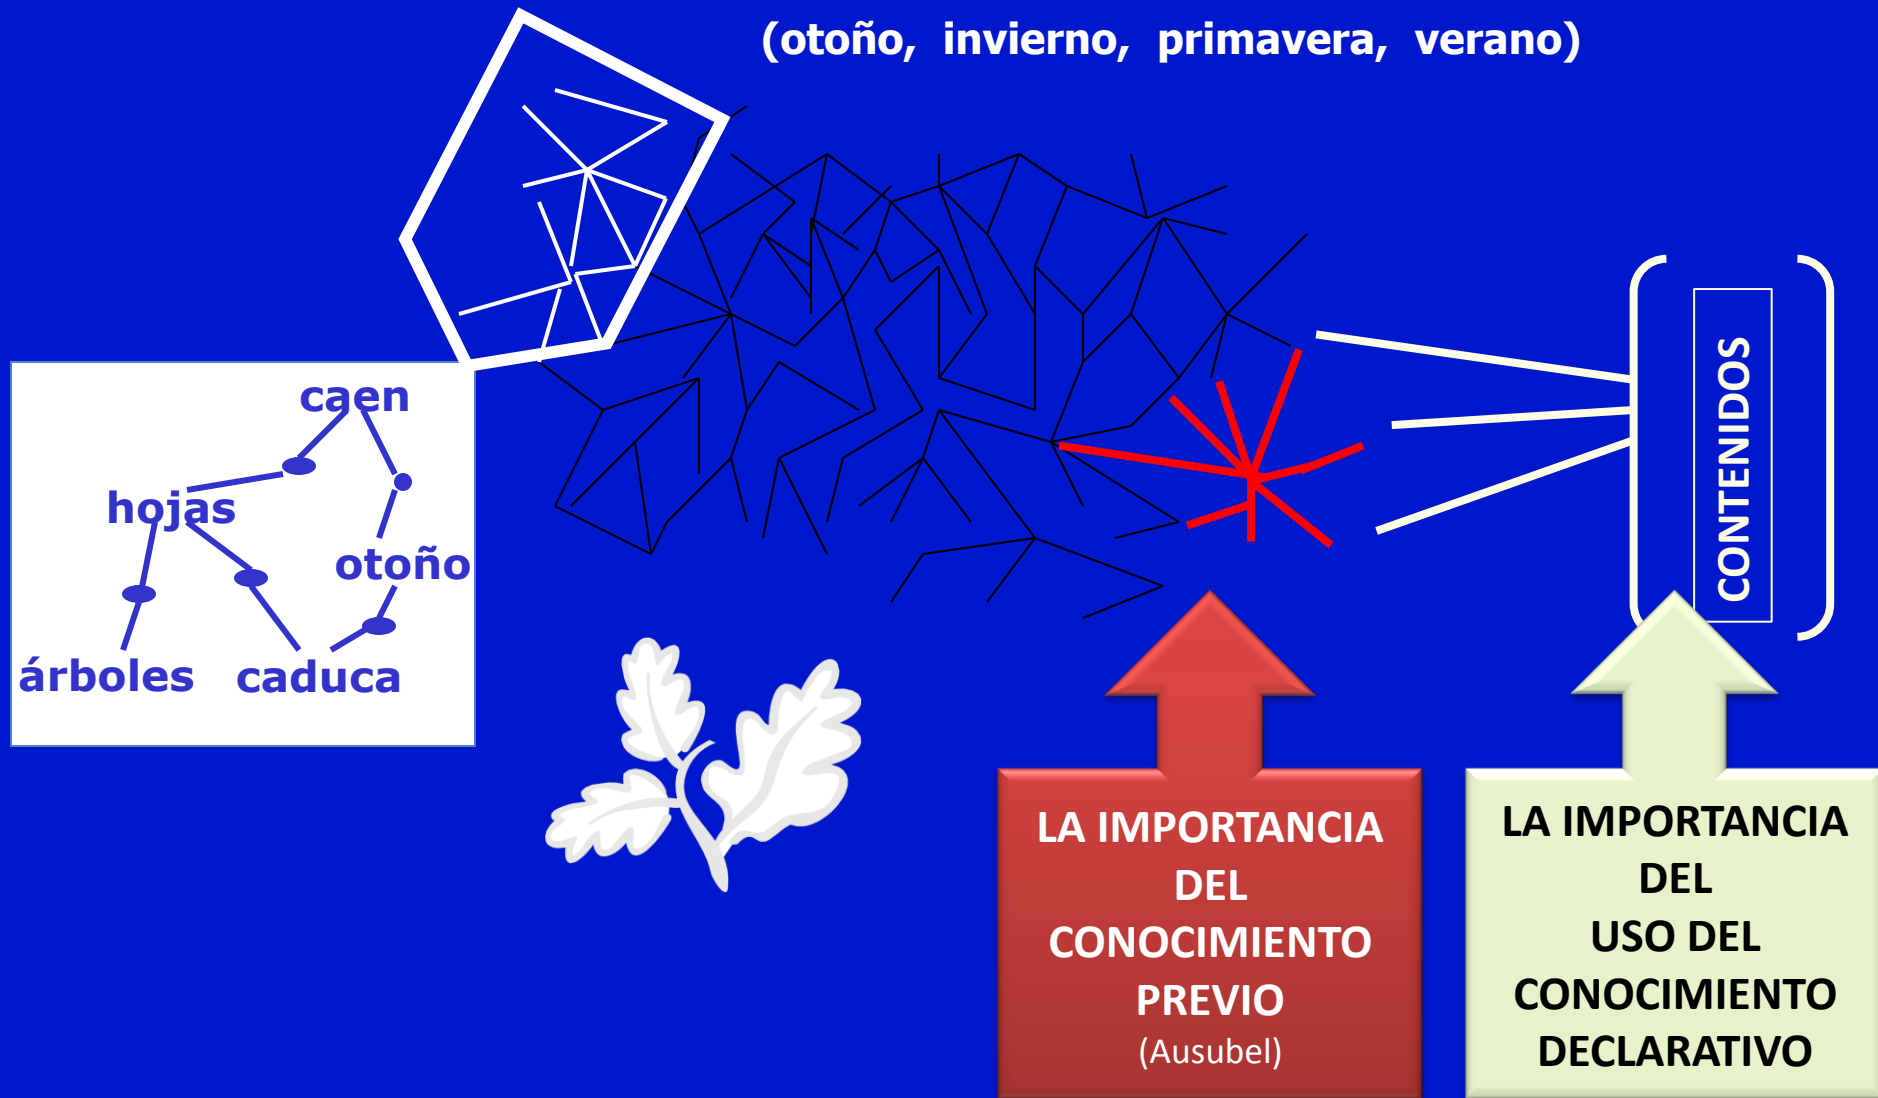 (otoño, invierno, primavera, verano)
caen
hojas
otoño
árboles
caduca
CONTENIDOS
LA IMPORTANCIA
DEL
CONOCIMIENTO
PREVIO
(Ausubel)
LA IMPORTANCIA
DEL
USO DEL
CONOCIMIENTO
DECLARATIVO